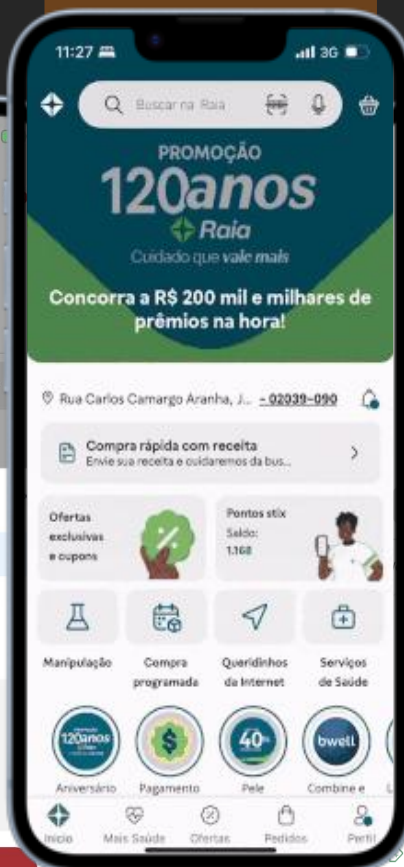 11:27
3G
Buscar na Raia
PROMOÇÃO
120anos
Raia
Cuidado que vale mais
Concorra a R$ 200 mil e milhares de
prêmios na hora!
Rua Carlos Camargo Aranha, J... - 02039-090
Compra rápida com receita
Envie sua receita e cuidaremos da bus...
Ofertas
exclusivas
e cupons
Pontos stix
Saldo:
1.168
Manipulação
Compra
programada
Queridinhos
da Internet
Serviços
de Saúde
PROMOÇÃO
120anos
Raia
$
40%
bwell
Aniversário
Pagamento
Pele
Combine e
Início
Mais Saúde
Ofertas
Pedidos
Perfil